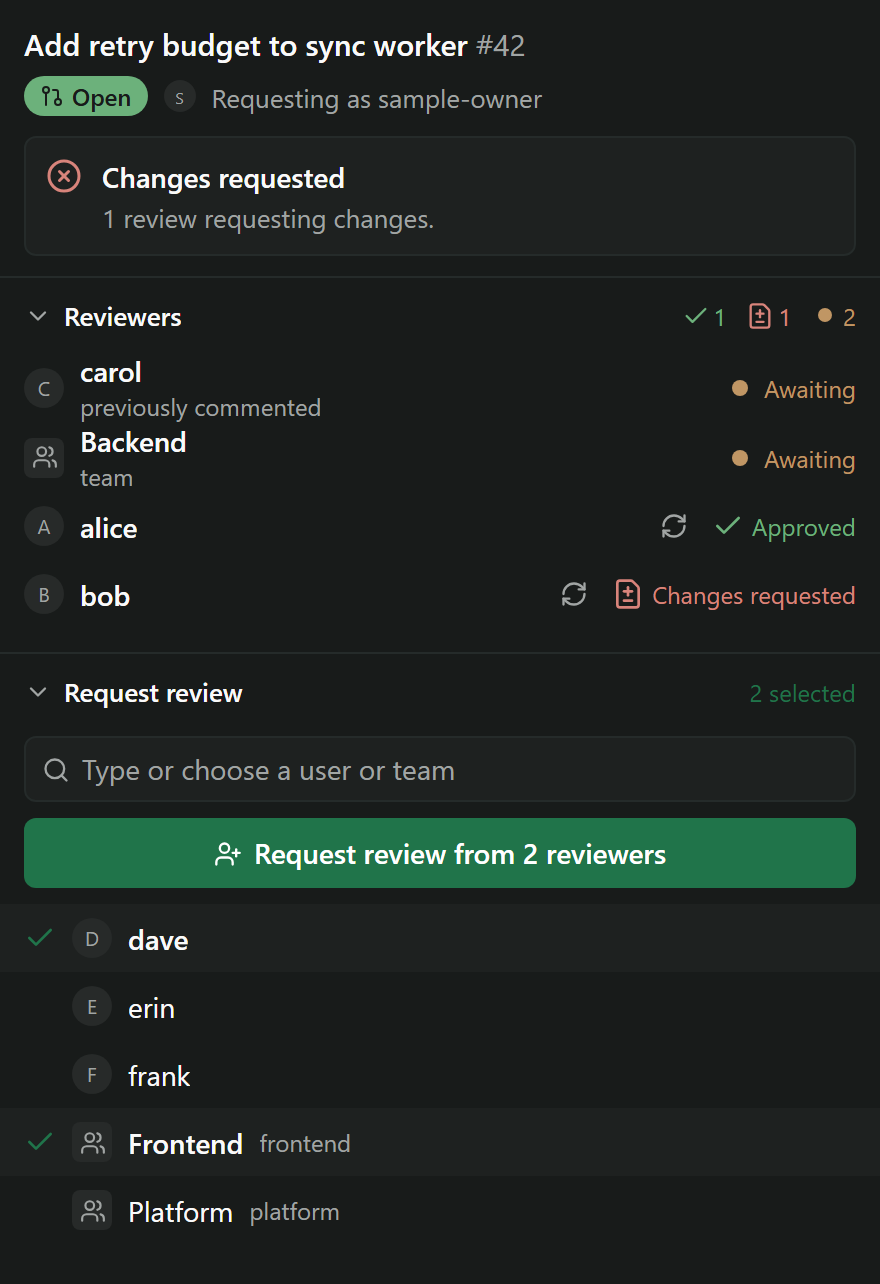 Add retry budget to sync worker #42
Open S Requesting as sample-owner
Changes requested
1 review requesting changes.
Reviewers 1 1 2
C carol Awaiting
previously commented
Backend Awaiting
team
A alice Approved
B bob Changes requested
Request review 2 selected
Type or choose a user or team
Request review from 2 reviewers
D dave
E erin
F frank
Frontend frontend
Platform platform